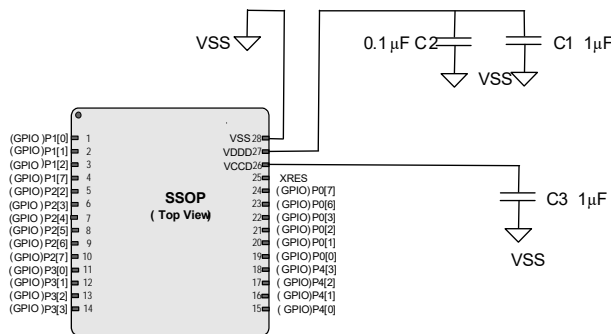 VSS
0.1 µF C2
C1 1µF
VSS
(GPIO )P1[0] 1
(GPIO)P1[1] 2
(GPIO)P1[2] 3
(GPIO)P1[7] 4
(GPIO)P2[2] 5
(GPIO)P2[3] 6
(GPIO)P2[4] 7
(GPIO)P2[5] 8
(GPIO)P2[6] 9
(GPIO)P2[7] 10
(GPIO)P3[0] 11
(GPIO)P3[1] 12
(GPIO)P3[2] 13
(GPIO)P3[3] 14
SSOP
( Top View)
VSS 28
VDDD 27
VCCD 26
25 XRES
24 (GPIO)P0[7]
23 (GPIO)P0[6]
22 (GPIO)P0[3]
21 (GPIO)P0[2]
20 (GPIO)P0[1]
19 (GPIO)P0[0]
18 (GPIO)P4[3]
17 (GPIO)P4[2]
16 (GPIO)P4[1]
15 (GPIO)P4[0]
C3 1µF
VSS